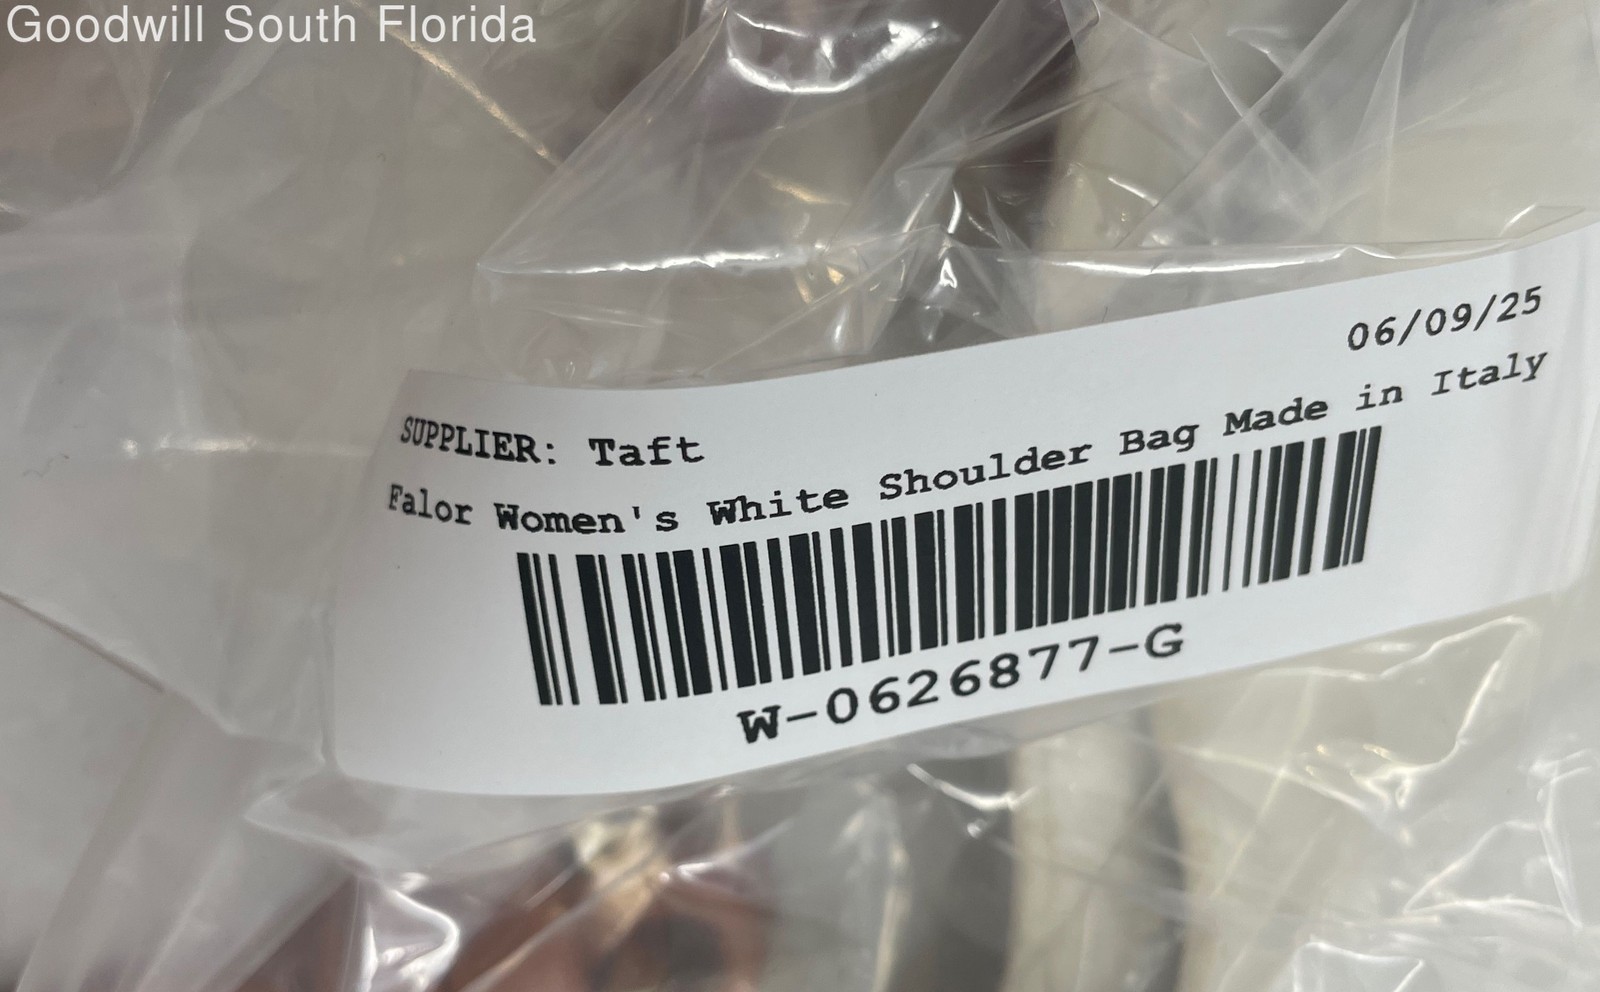 Goodwill South Florida
06/09/25
SUPPLIER: Taft
Falor Women's White Shoulder Bag Made in Italy
W-0626877-G